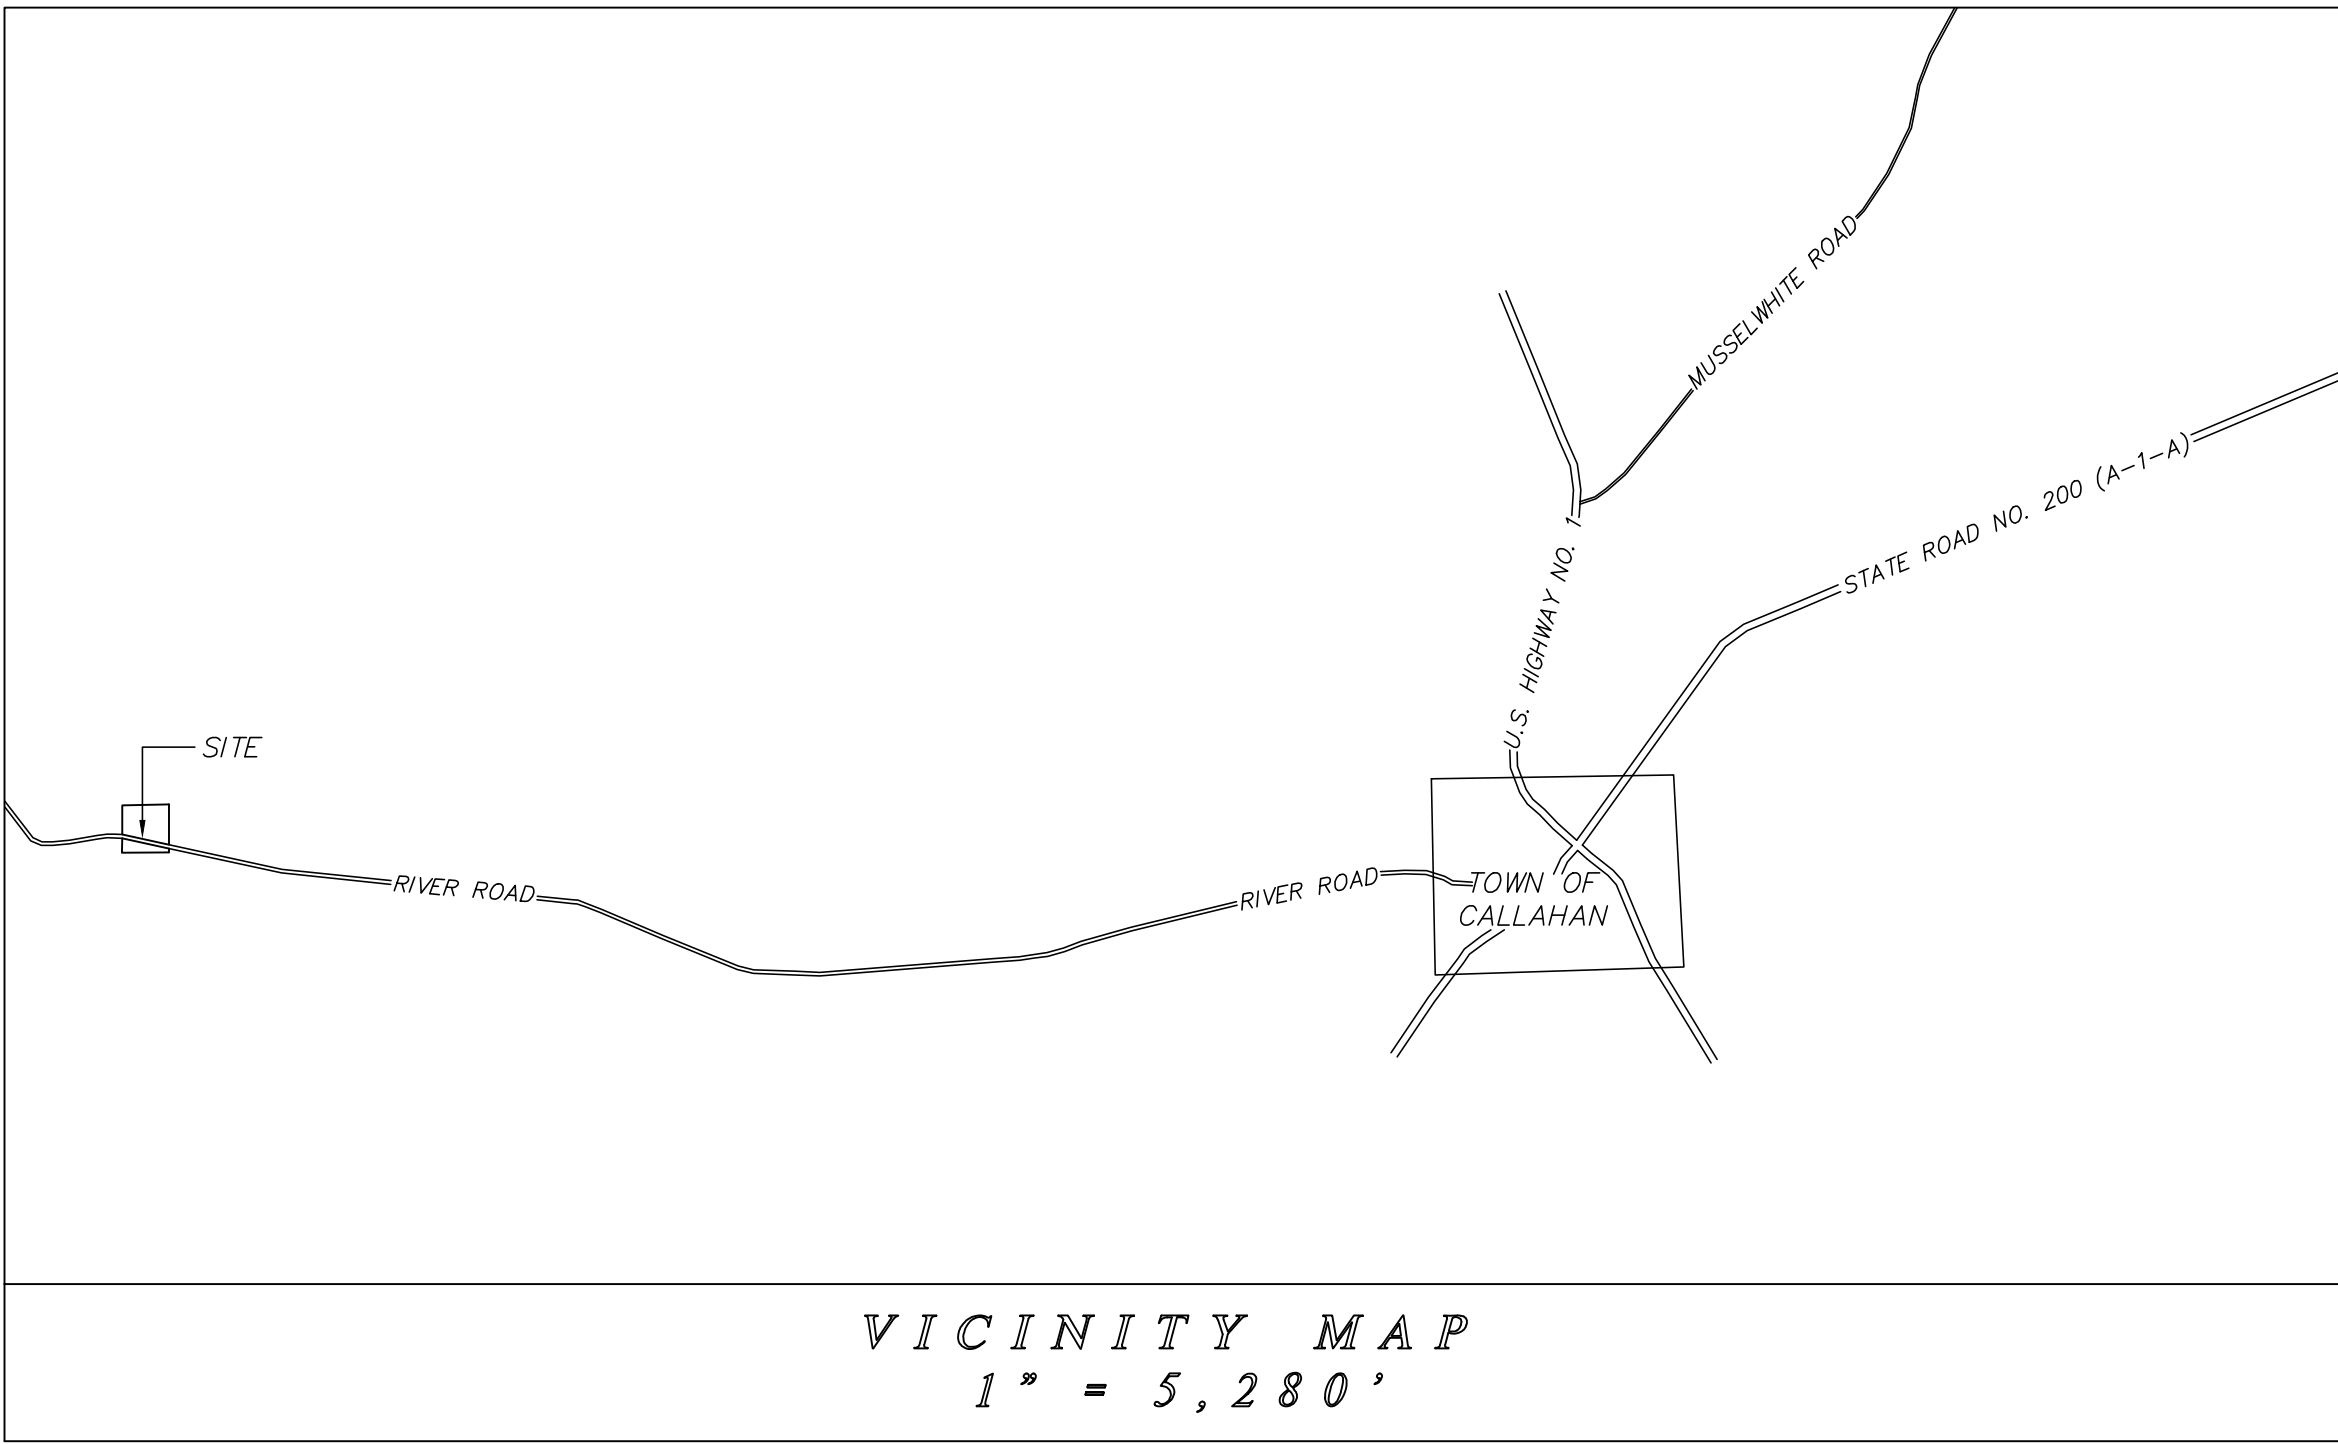 MUSSELWHITE ROAD
STATE ROAD NO. 200 (A-1-A)
U.S. HIGHWAY NO. 1
SITE
RIVER ROAD
RIVER ROAD
TOWN OF
CALLAHAN
VICINITY MAP
1" = 5,280'